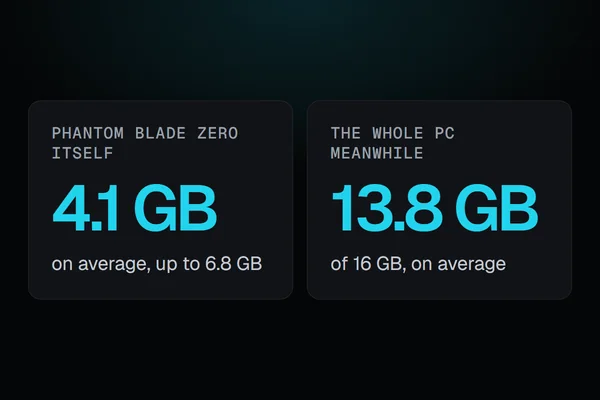 PHANTOM BLADE ZERO
ITSELF
4.1 GB
on average, up to 6.8 GB
THE WHOLE PC
MEANWHILE
13.8 GB
of 16 GB, on average